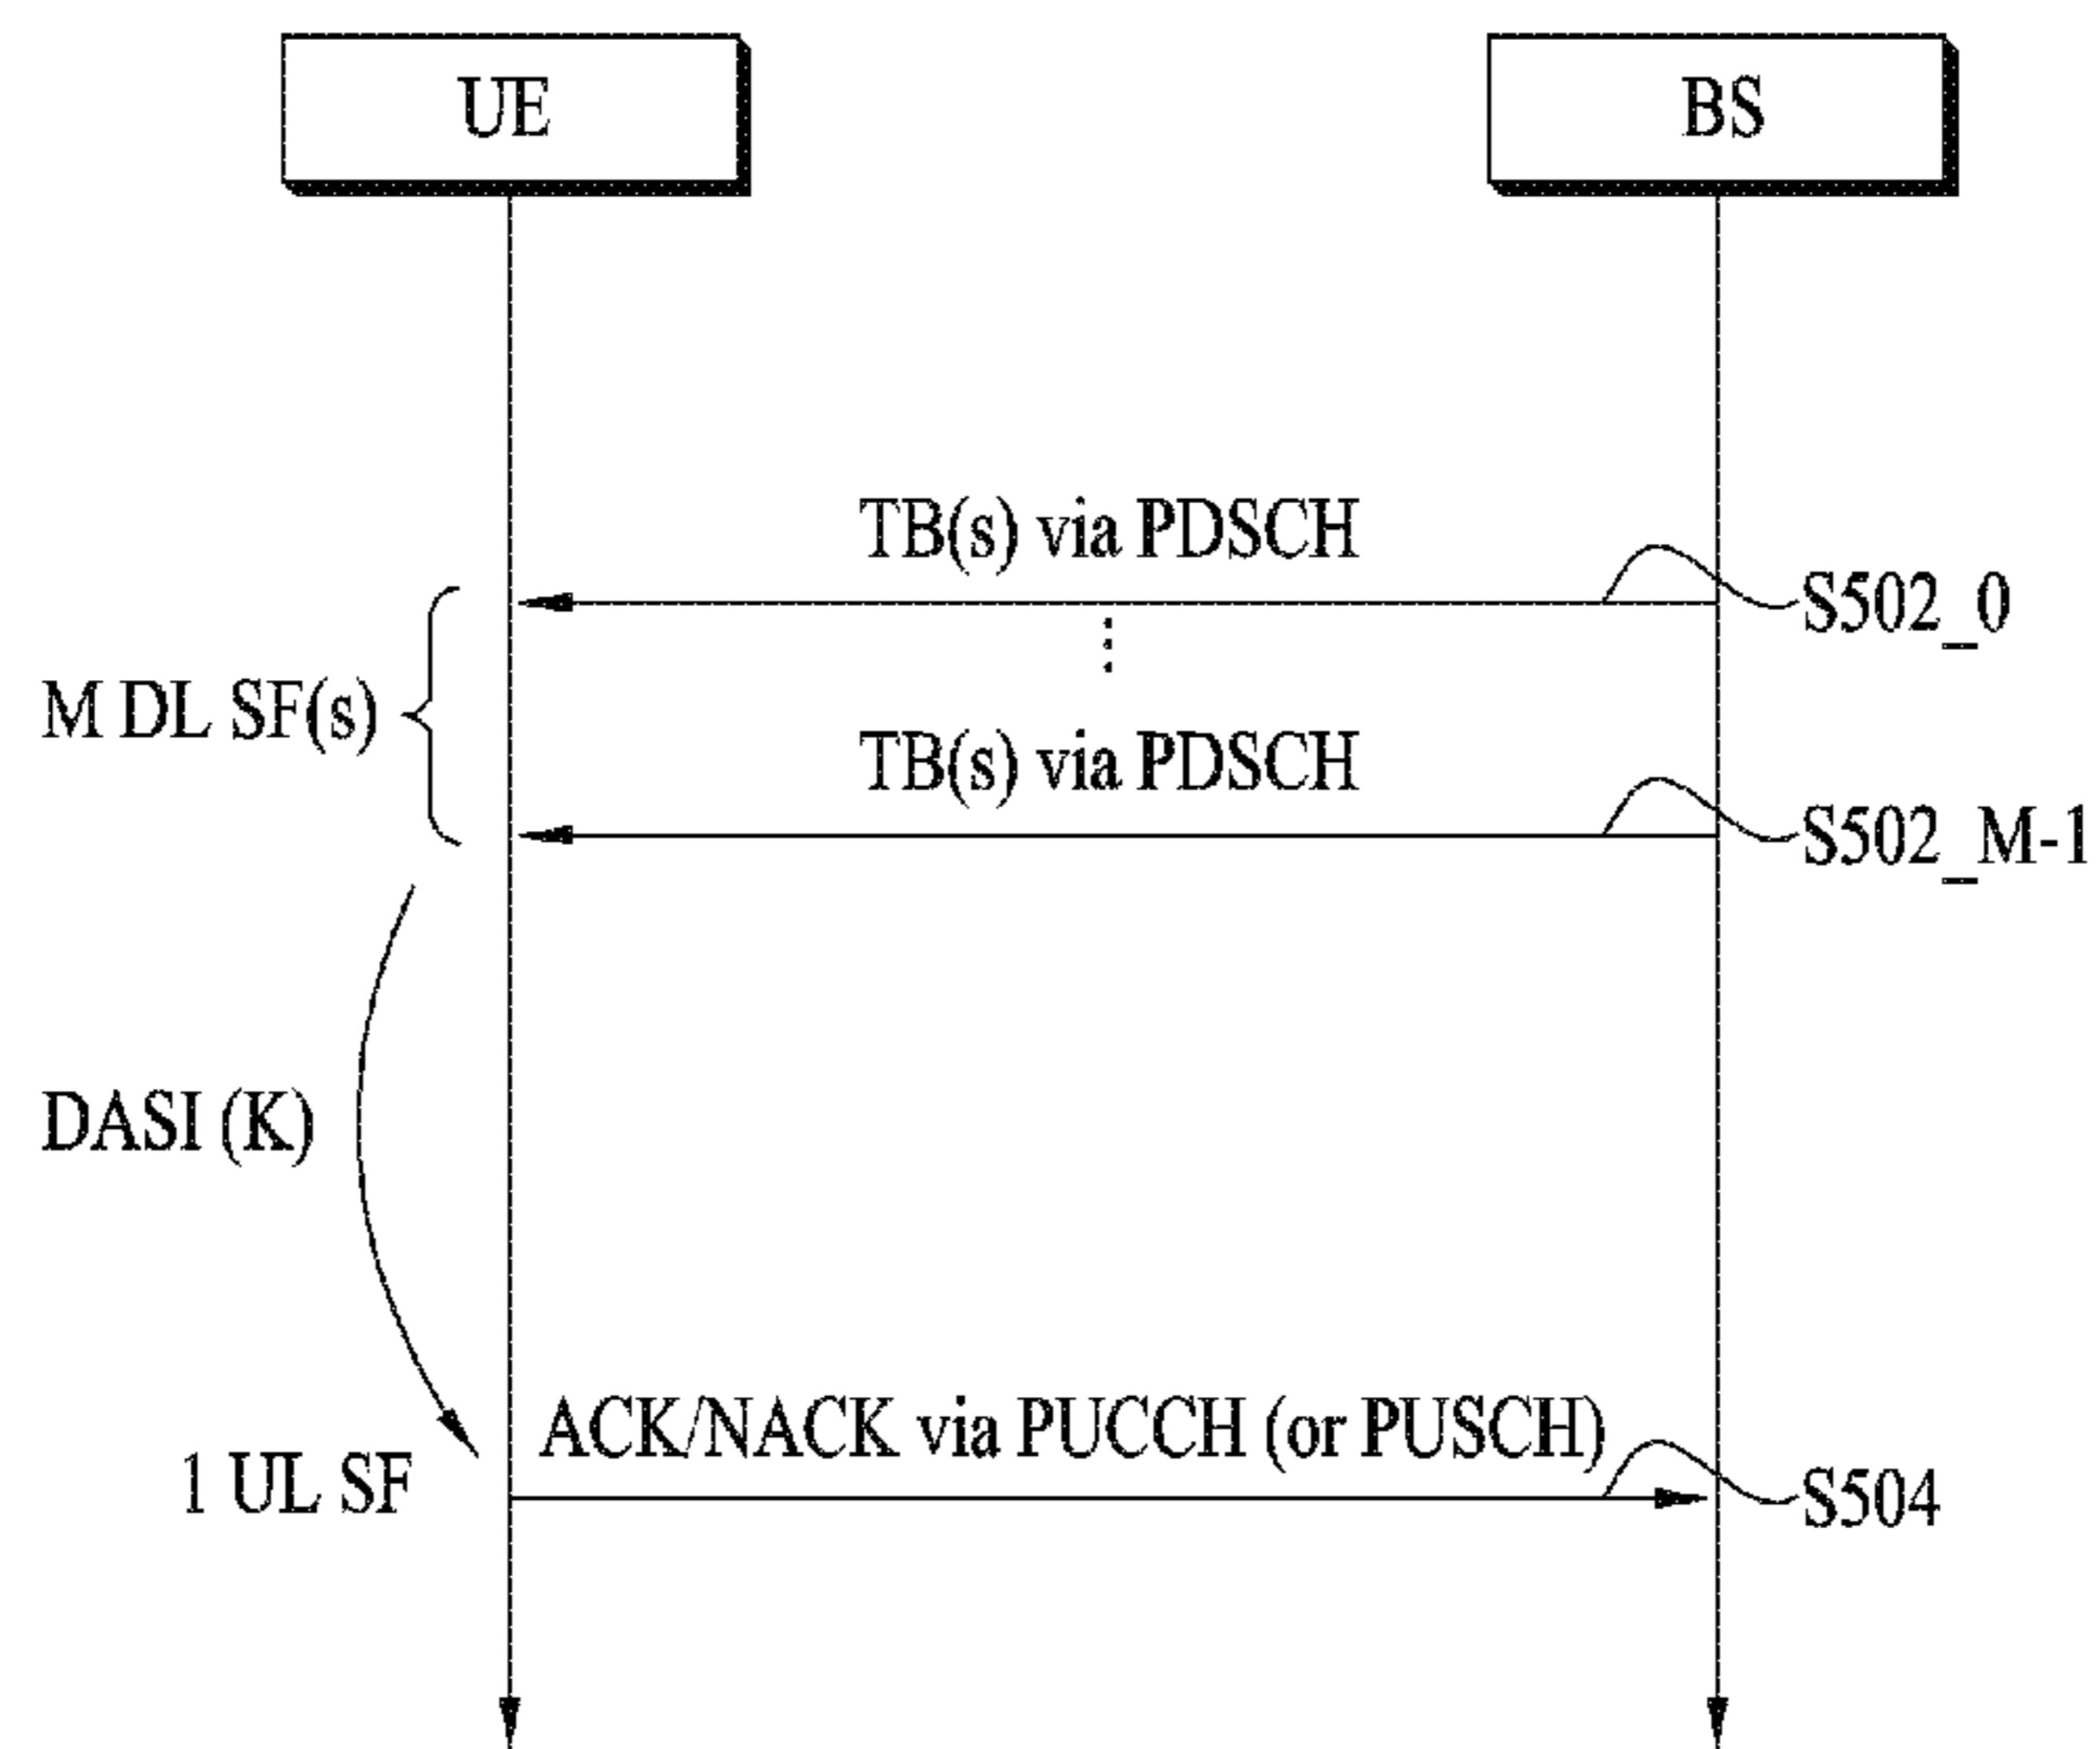 UE
BS
TB(s) via PDSCH
S502_0
M DL SF(s)
TB(s) via PDSCH
S502_M-1
DASI (K)
ACK/NACK via PUCCH (or PUSCH)
1 UL SF
S504